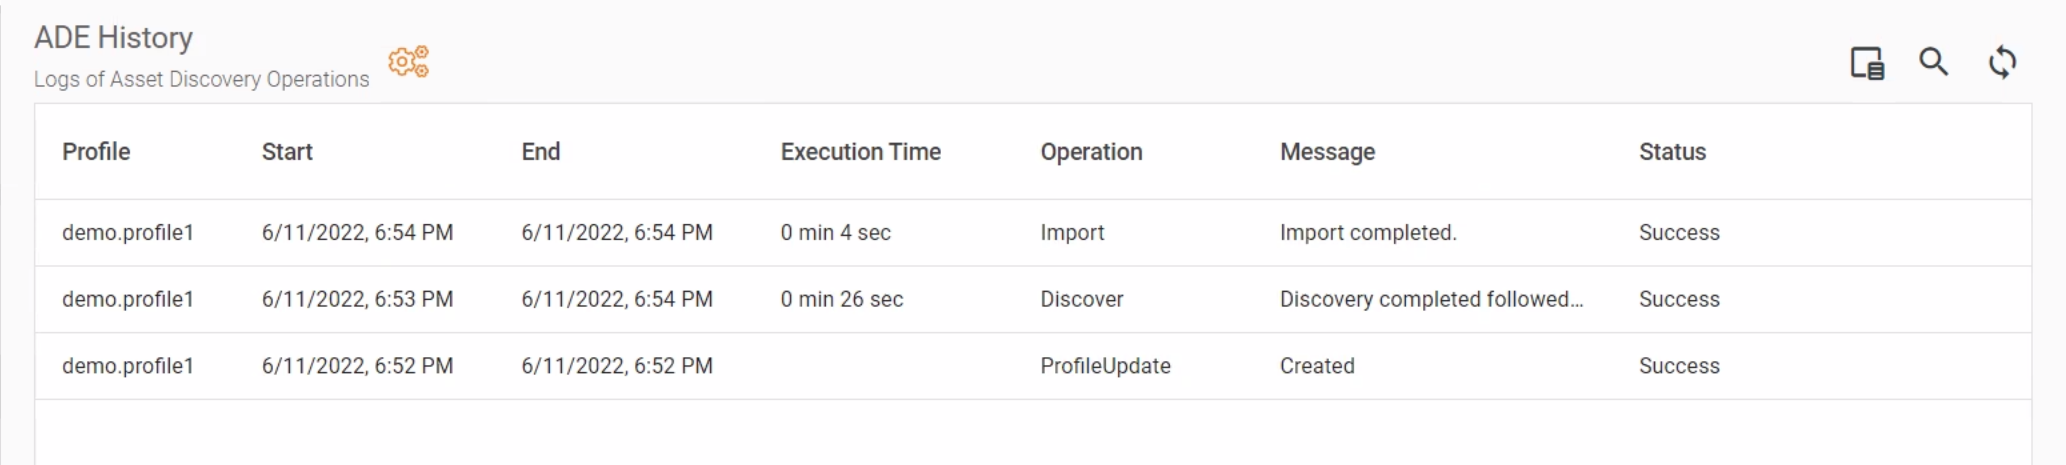 ADE History
Logs of Asset Discovery Operations
Profile Start End Execution Time Operation Message Status
demo.profile1 6/11/2022, 6:54 PM 6/11/2022, 6:54 PM 0 min 4 sec Import Import completed. Success
demo.profile1 6/11/2022, 6:53 PM 6/11/2022, 6:54 PM 0 min 26 sec Discover Discovery completed followed... Success
demo.profile1 6/11/2022, 6:52 PM 6/11/2022, 6:52 PM ProfileUpdate Created Success